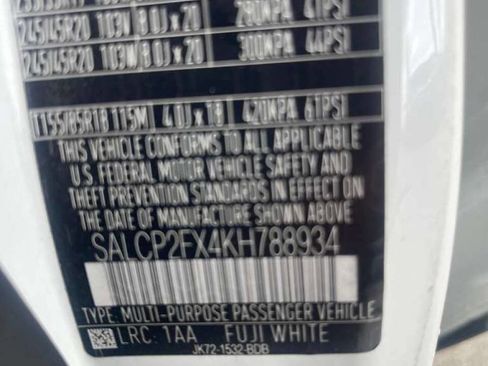 245/45R20 103W 8.0J x 20 280KPA 41PSI
245/45R20 103W 8.0J x 20 300KPA 44PSI
T155/85R18 115M 4.0J x 18 420KPA 61PSI
THIS VEHICLE CONFORMS TO ALL APPLICABLE
U.S. FEDERAL MOTOR VEHICLE SAFETY AND
THEFT PREVENTION STANDARDS IN EFFECT ON
THE DATE OF MANUFACTURE SHOWN ABOVE
SALCP2FX4KH788934
TYPE: MULTI-PURPOSE PASSENGER VEHICLE
LRC: 1AA FUJI WHITE
JK72-1532-BDB